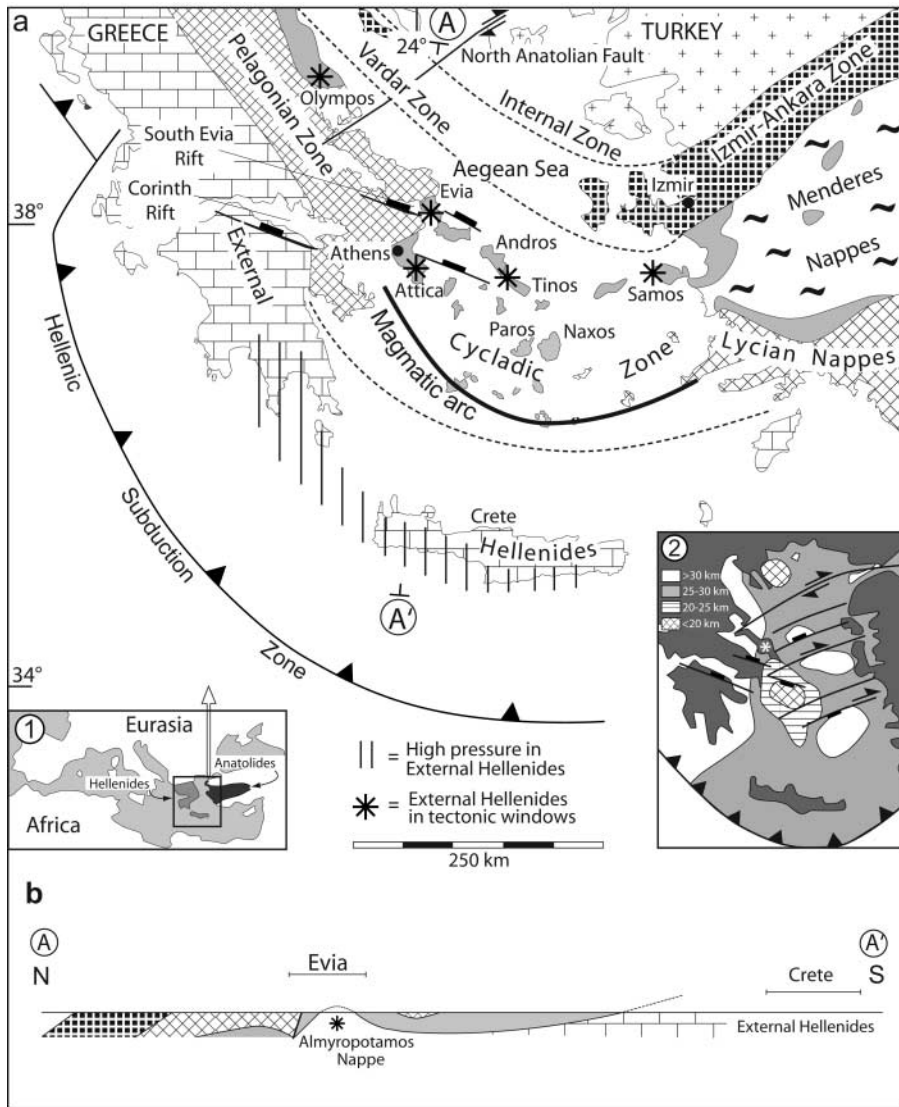 a
GREECE
A
24°
TURKEY
North Anatolian Fault
Pelagonian Zone
Vardar Zone
Internal Zone
Izmir-Ankara Zone
Olympos
South Evia
Rift
Corinth
Rift
Aegean Sea
Izmir
Evia
Menderes
Nappes
38°
External
Athens
Attica
Andros
Tinos
Samos
Paros
Naxos
Cycladic
Zone
Lycian Nappes
Magmatic arc
Hellenic
Subduction
Zone
Crete
Hellenides
A'
34°
1
Eurasia
Hellenides
Anatolides
Africa
|| = High pressure in
External Hellenides
= External Hellenides
in tectonic windows
250 km
2
>30 km
25-30 km
20-25 km
<20 km
b
A
N
Evia
A'
S
Crete
Almyropotamos
Nappe
External Hellenides